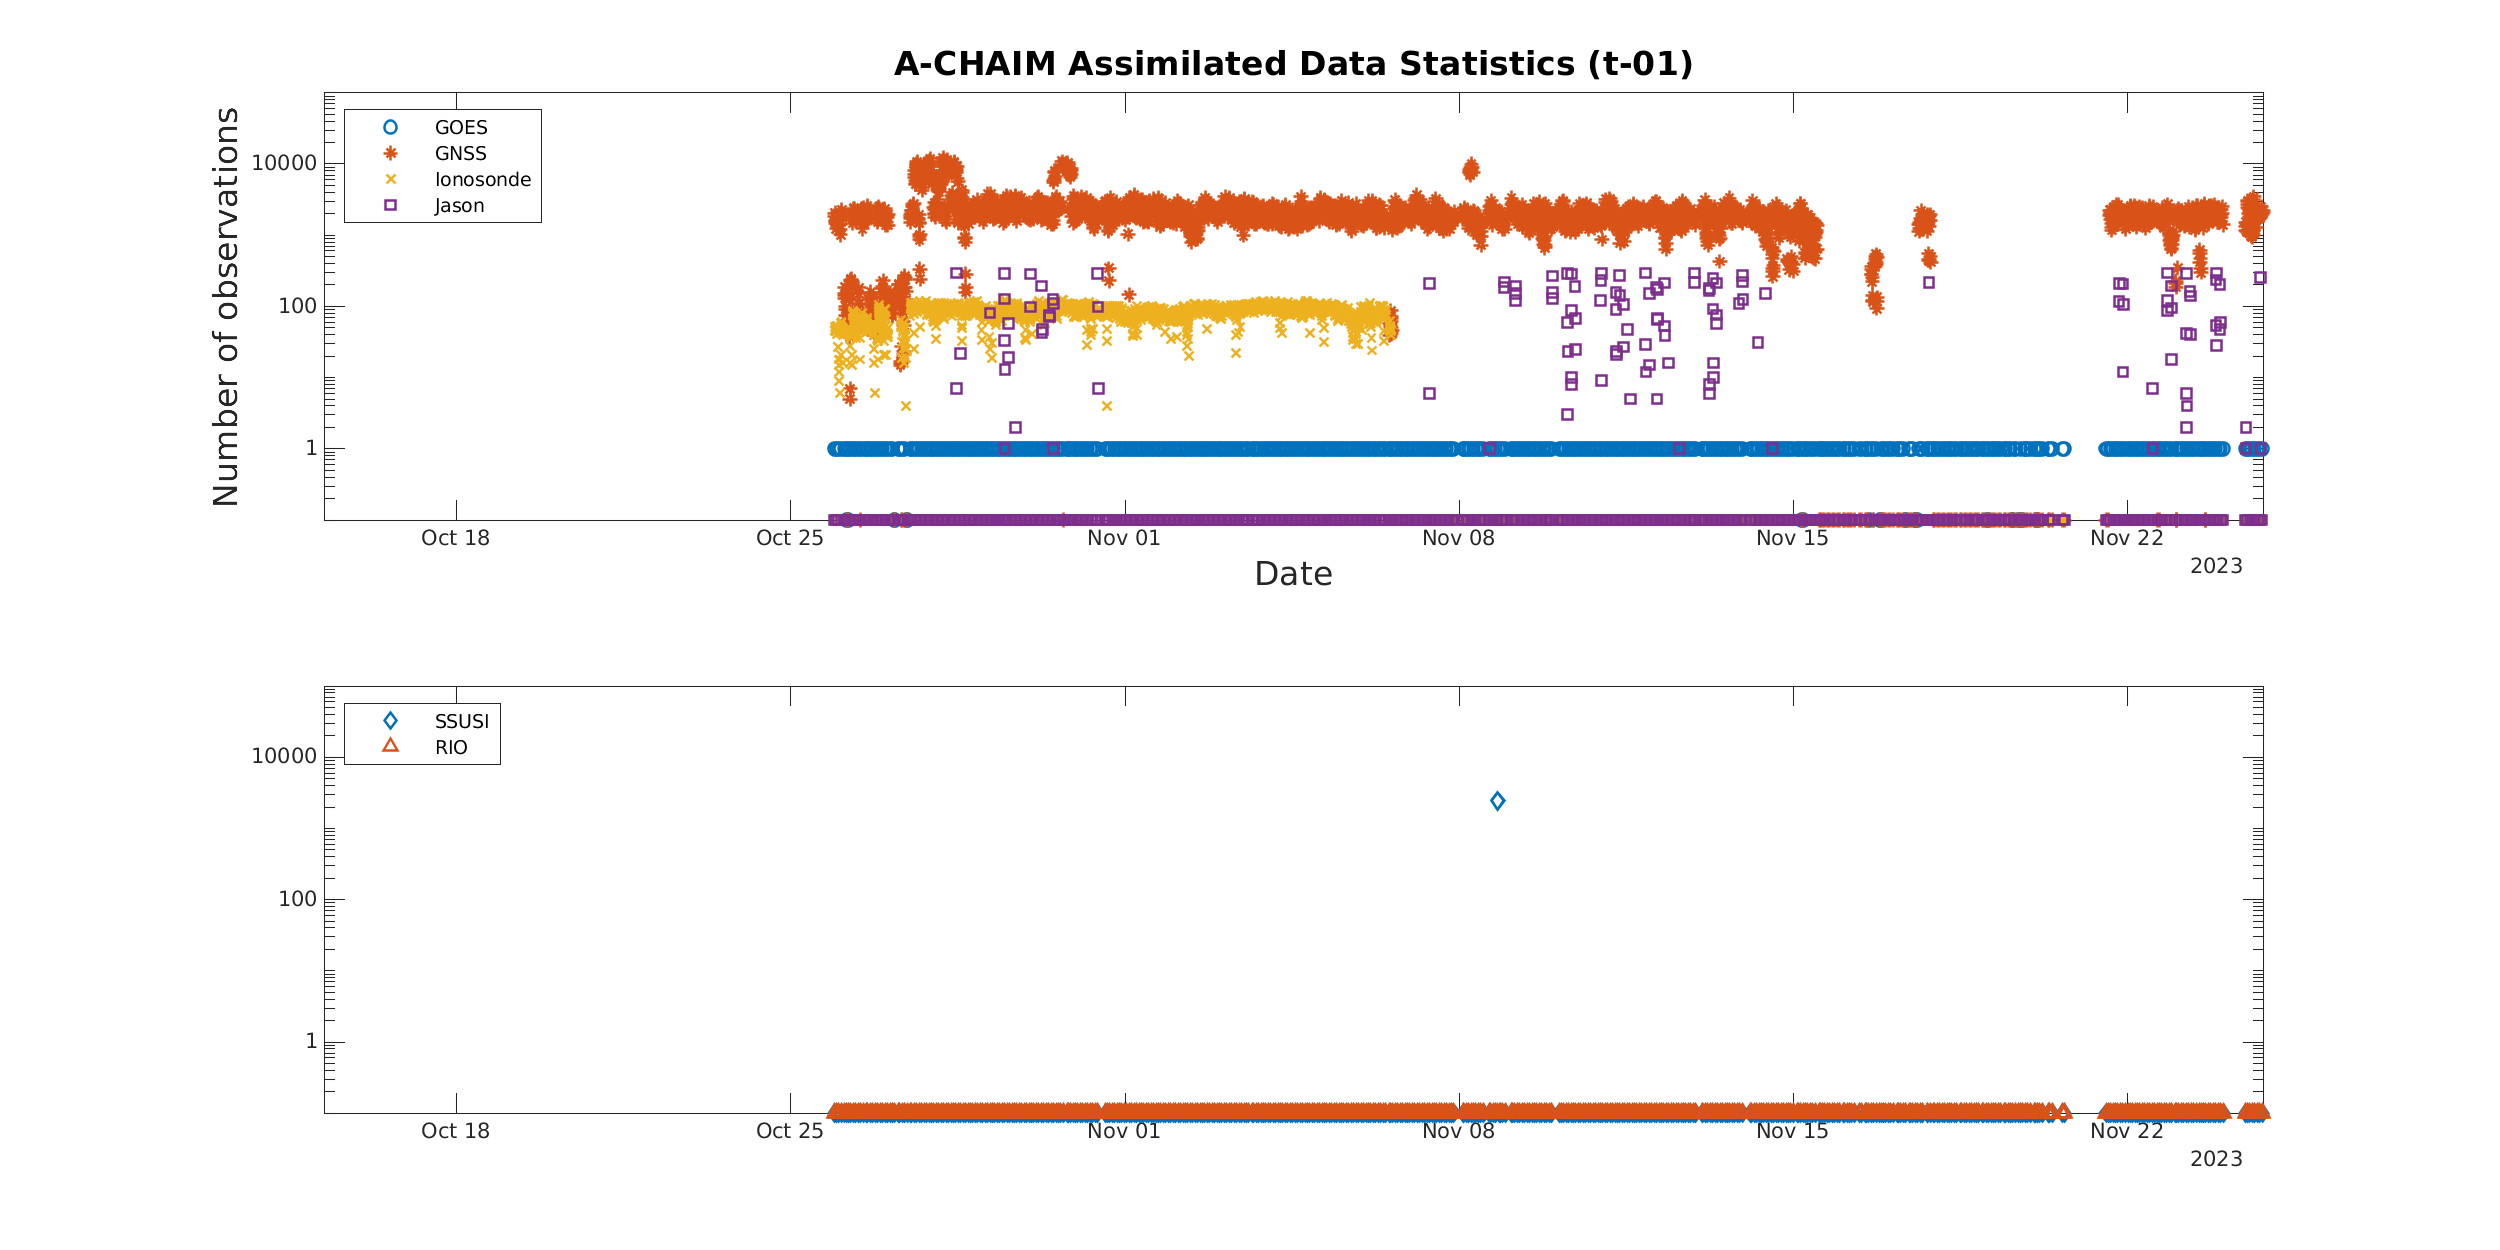 A-CHAIM Assimilated Data Statistics (t-01)
Number of observations
10000
100
1
GOES
GNSS
Ionosonde
Jason
Oct 18
Oct 25
Nov 01
Nov 08
Nov 15
Nov 22
2023
Date
10000
100
1
SSUSI
RIO
Oct 18
Oct 25
Nov 01
Nov 08
Nov 15
Nov 22
2023